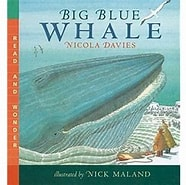 BIG BLUE
WHALE
NICOLA DAVIES
READ AND WONDER
illustrated by NICK MALAND